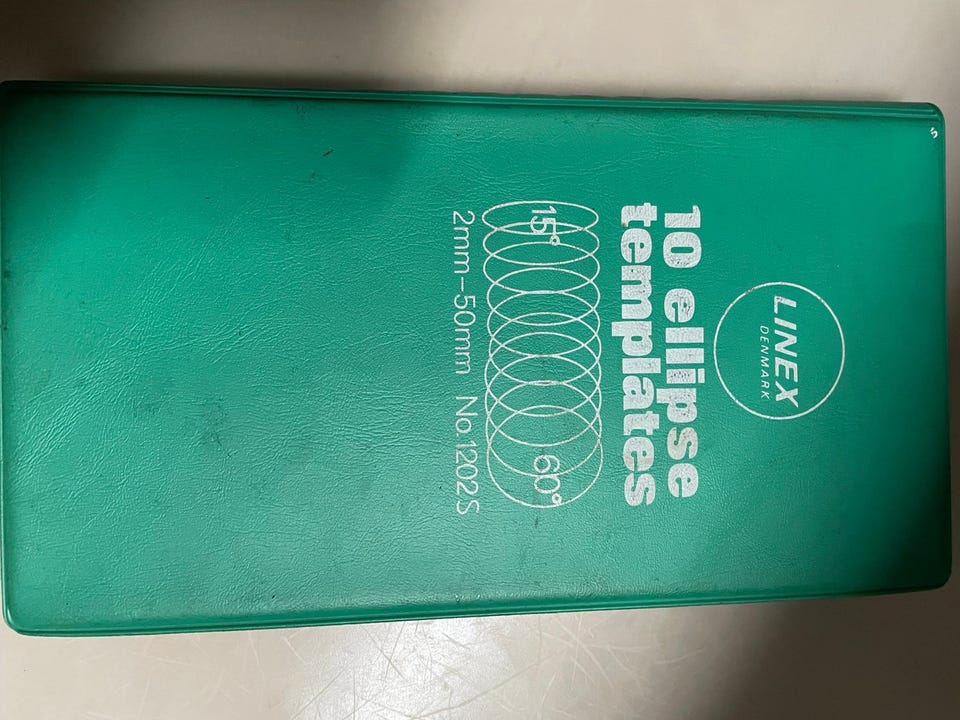 LINEX
DENMARK
10 ellipse
templates
15°
60°
2mm-50mm No.1202S
S